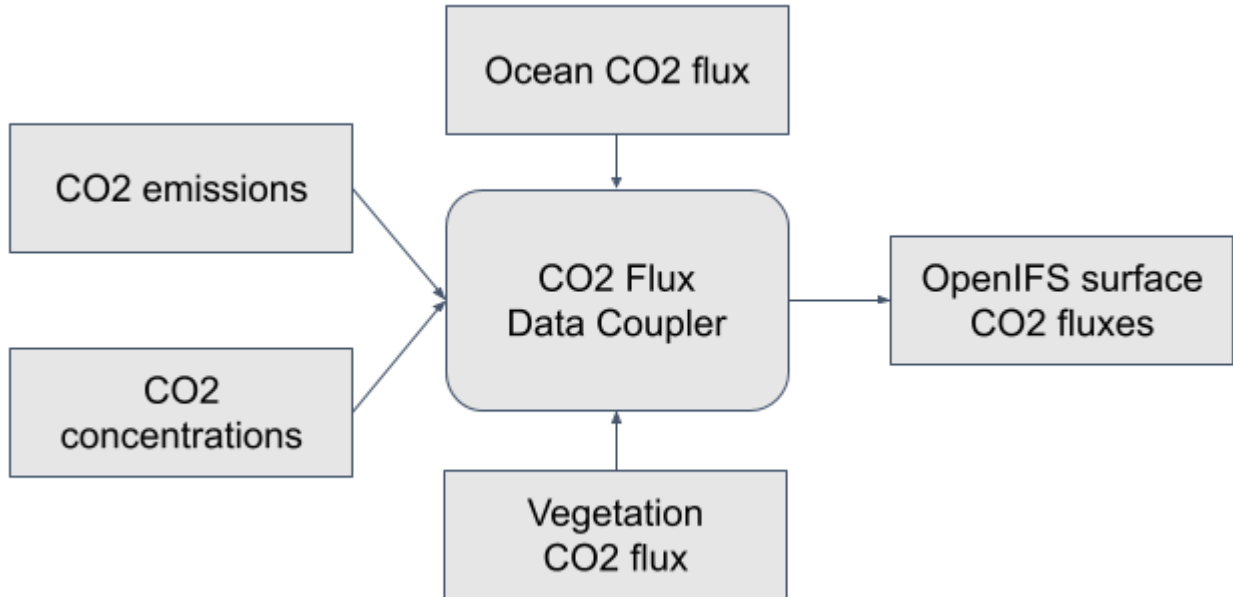 Ocean CO2 flux
CO2 emissions
CO2 Flux
Data Coupler
OpenIFS surface
CO2 fluxes
CO2
concentrations
Vegetation
CO2 flux